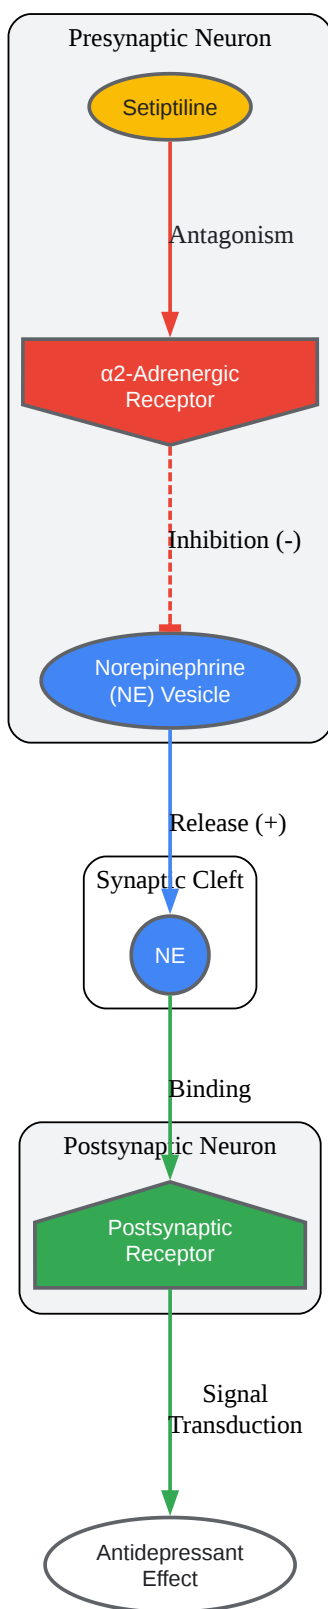 Presynaptic Neuron
Setiptiline
Antagonism
α2-Adrenergic
Receptor
Inhibition (-)
Norepinephrine
(NE) Vesicle
Release (+)
Synaptic Cleft
NE
Binding
Postsynaptic Neuron
Postsynaptic
Receptor
Signal
Transduction
Antidepressant
Effect